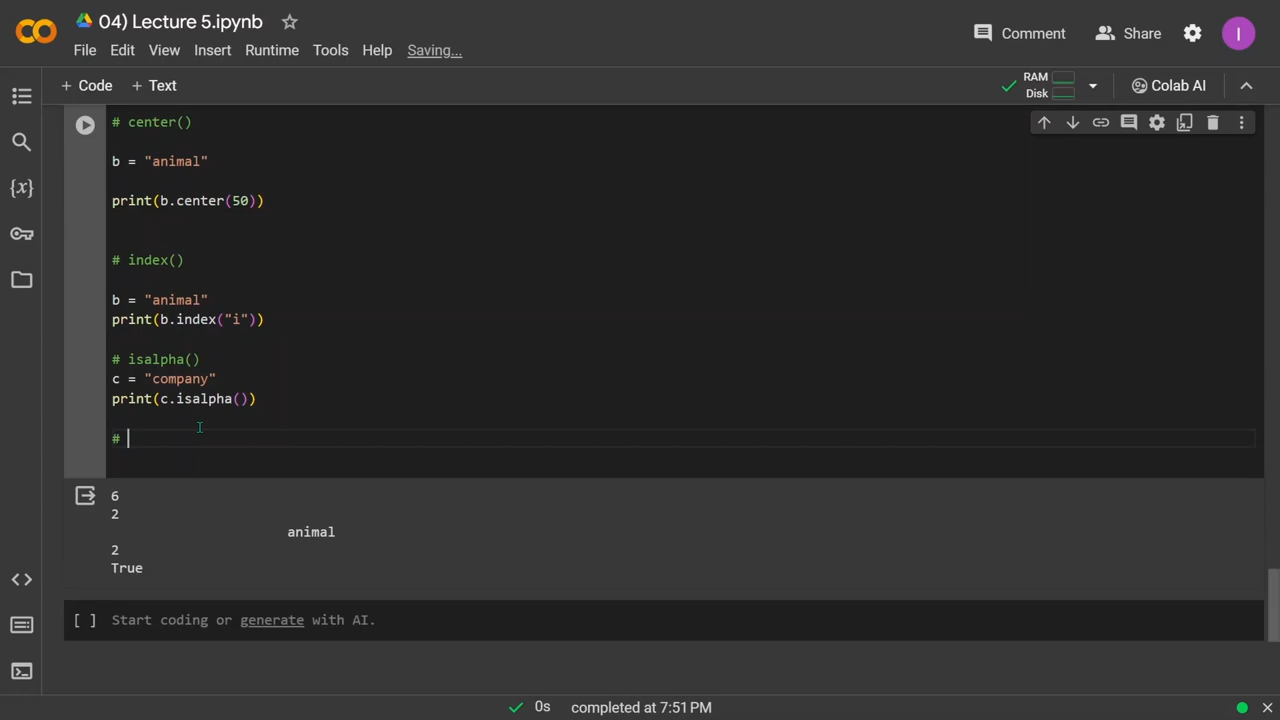 04) Lecture 5.ipynb
Comment
Share
I
File Edit View Insert Runtime Tools Help Saving...
+ Code + Text
RAM
Disk
Colab AI
# center()
b = "animal"
{x}
print(b.center(50))
# index()
b = "animal"
print(b.index("i"))
# isalpha()
c = "company"
print(c.isalpha())
#
6
2
animal
2
True
[ ] Start coding or generate with AI.
0s completed at 7:51 PM